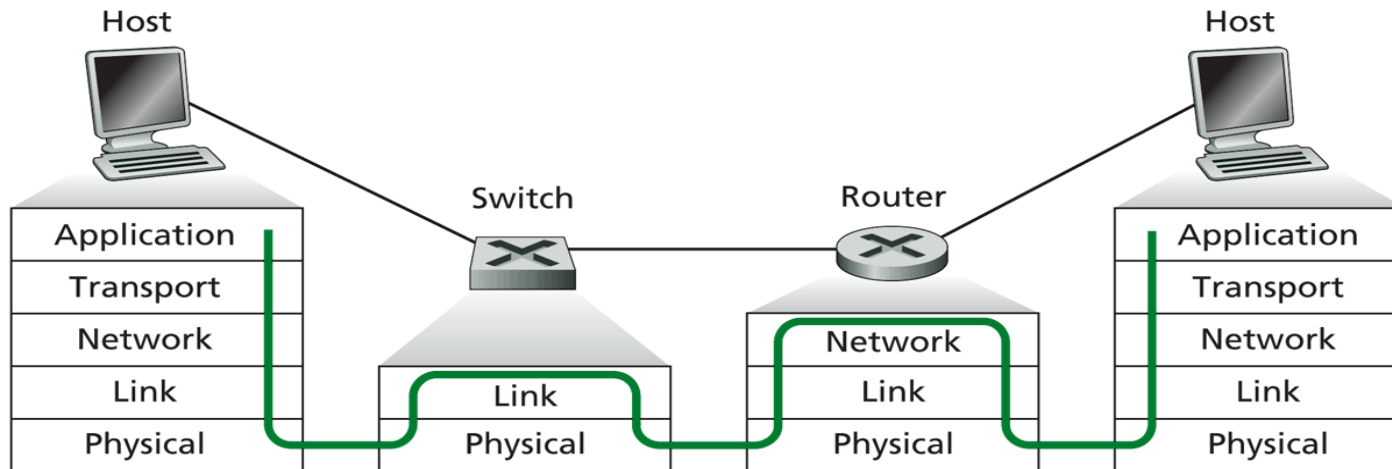 Host
Host
Switch
Router
Application
Transport
Network
Link
Physical
Link
Physical
Network
Link
Physical
Application
Transport
Network
Link
Physical